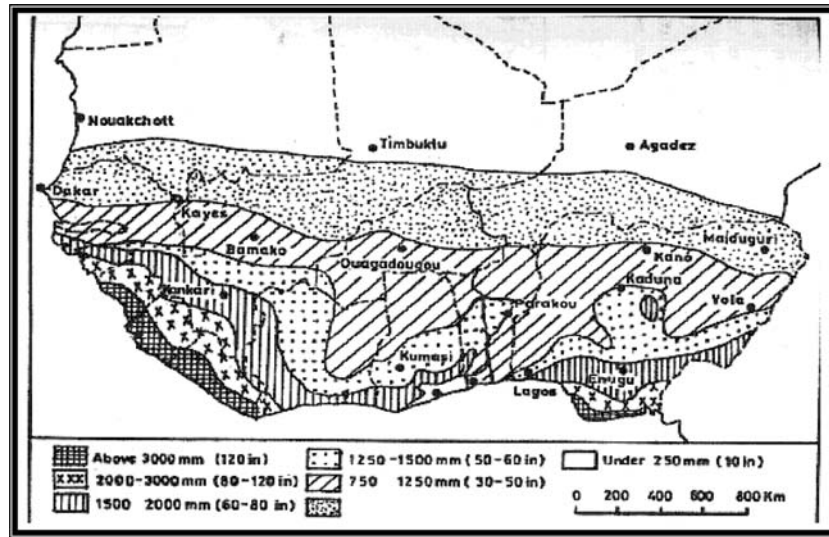 Nouakchott
Timbuktu
Agadez
Dakar
Kayes
Bamako
Ouagadougou
Kano
Maiduguri
Kankari
Kaduna
Parakou
Yola
Kumasi
Lagos
Enugu
Above 3000 mm (120 in)
1250-1500 mm (50-60 in)
Under 250 mm (10 in)
2000-3000 mm (80-120 in)
750 1250 mm (30-50 in)
1500 2000 mm (60-80 in)
0 200 400 600 800 Km